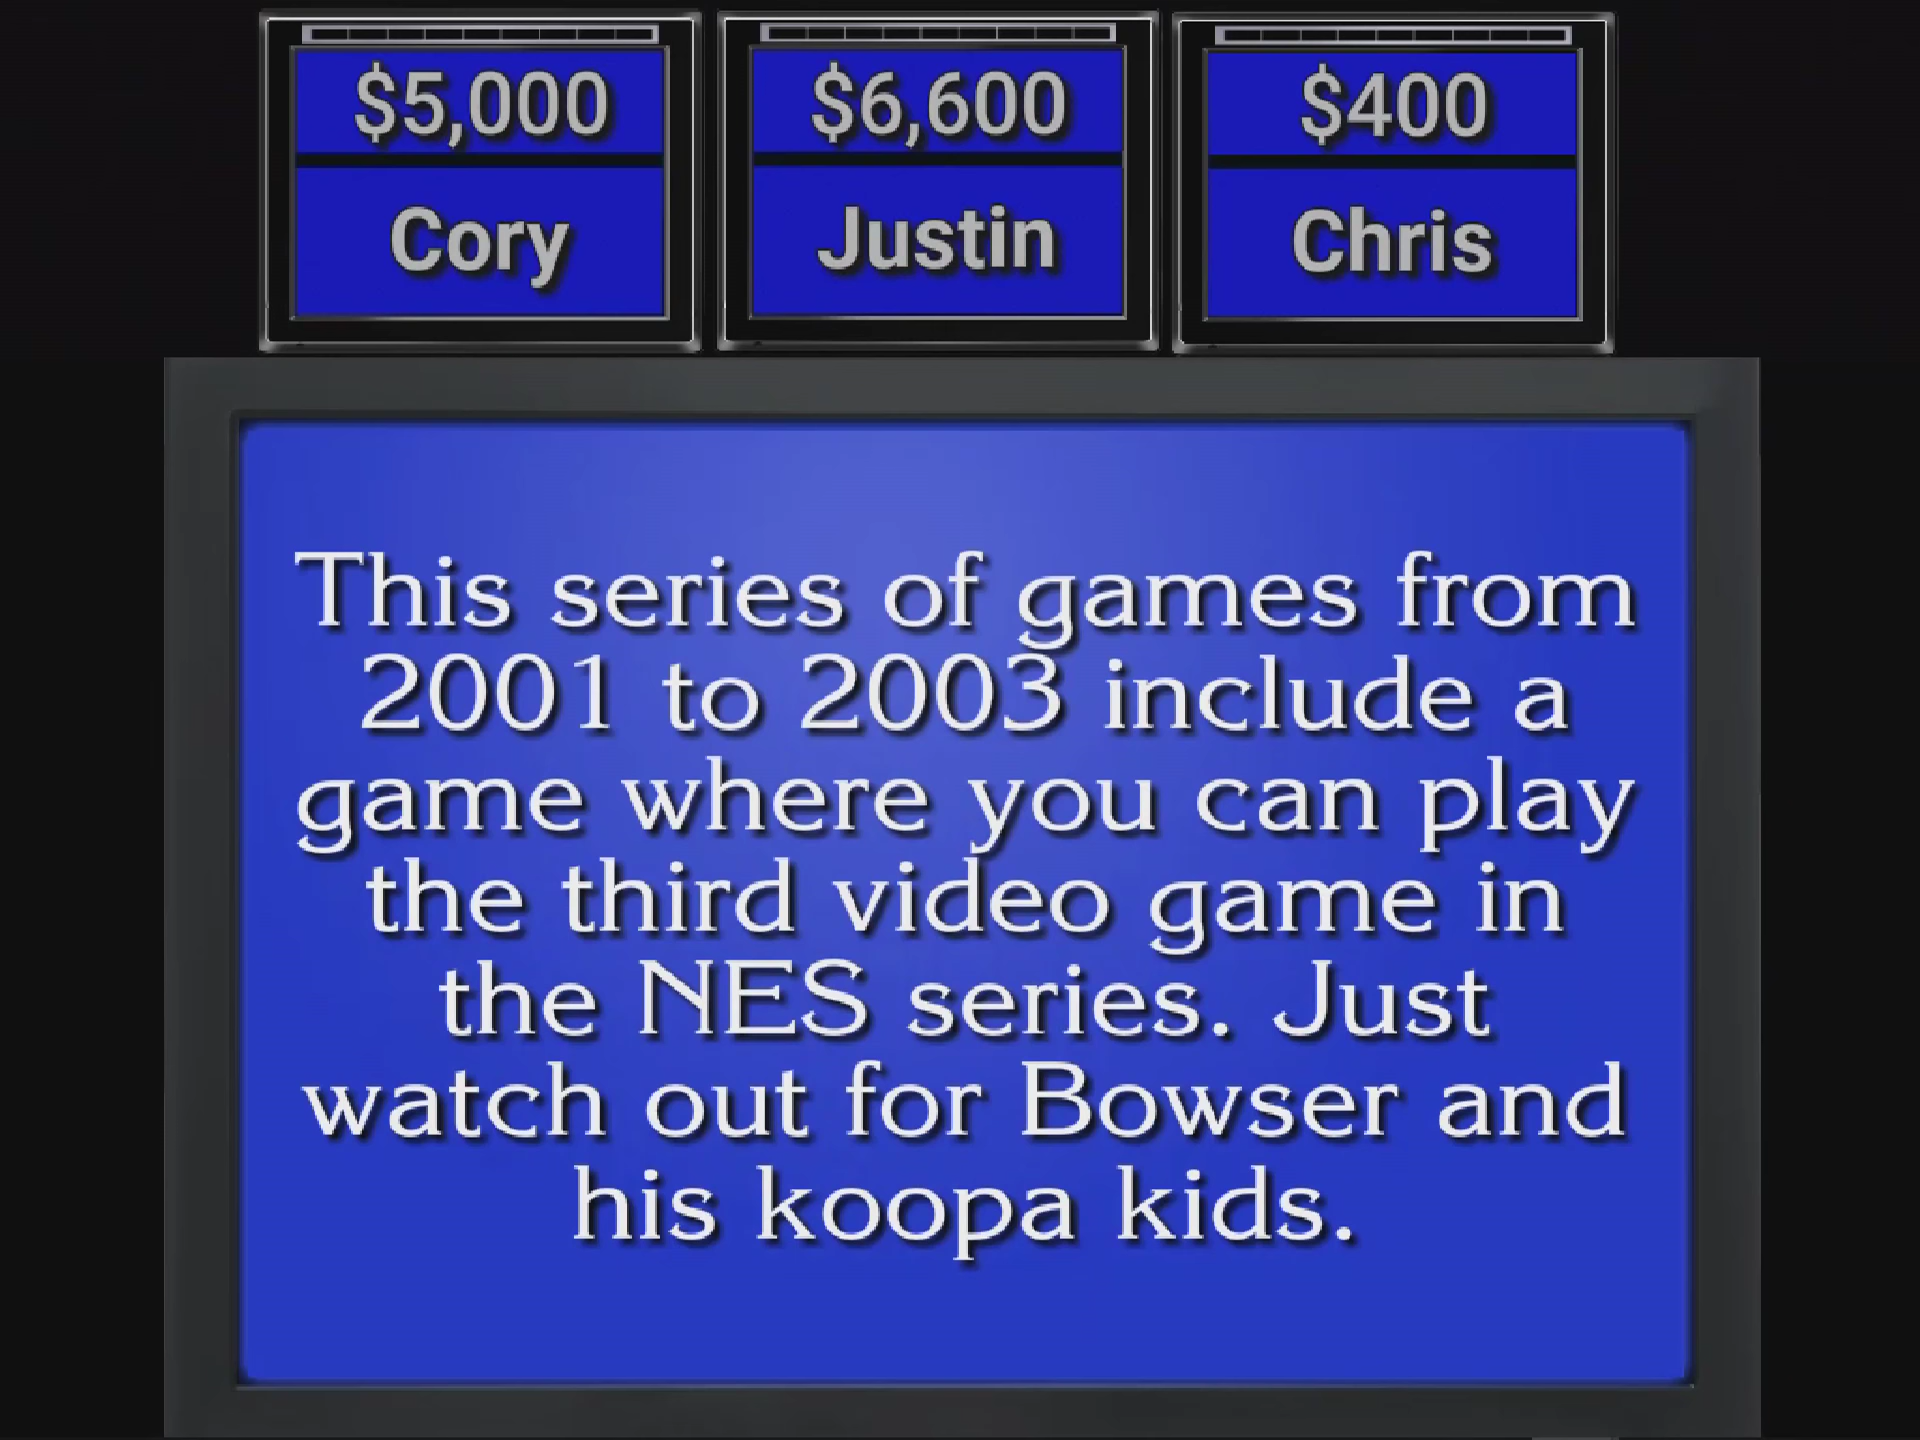 $5,000
$6,600
$400
Cory
Justin
Chris
This series of games from
2001 to 2003 include a
game where you can play
the third video game in
the NES series. Just
watch out for Bowser and
his koopa kids.